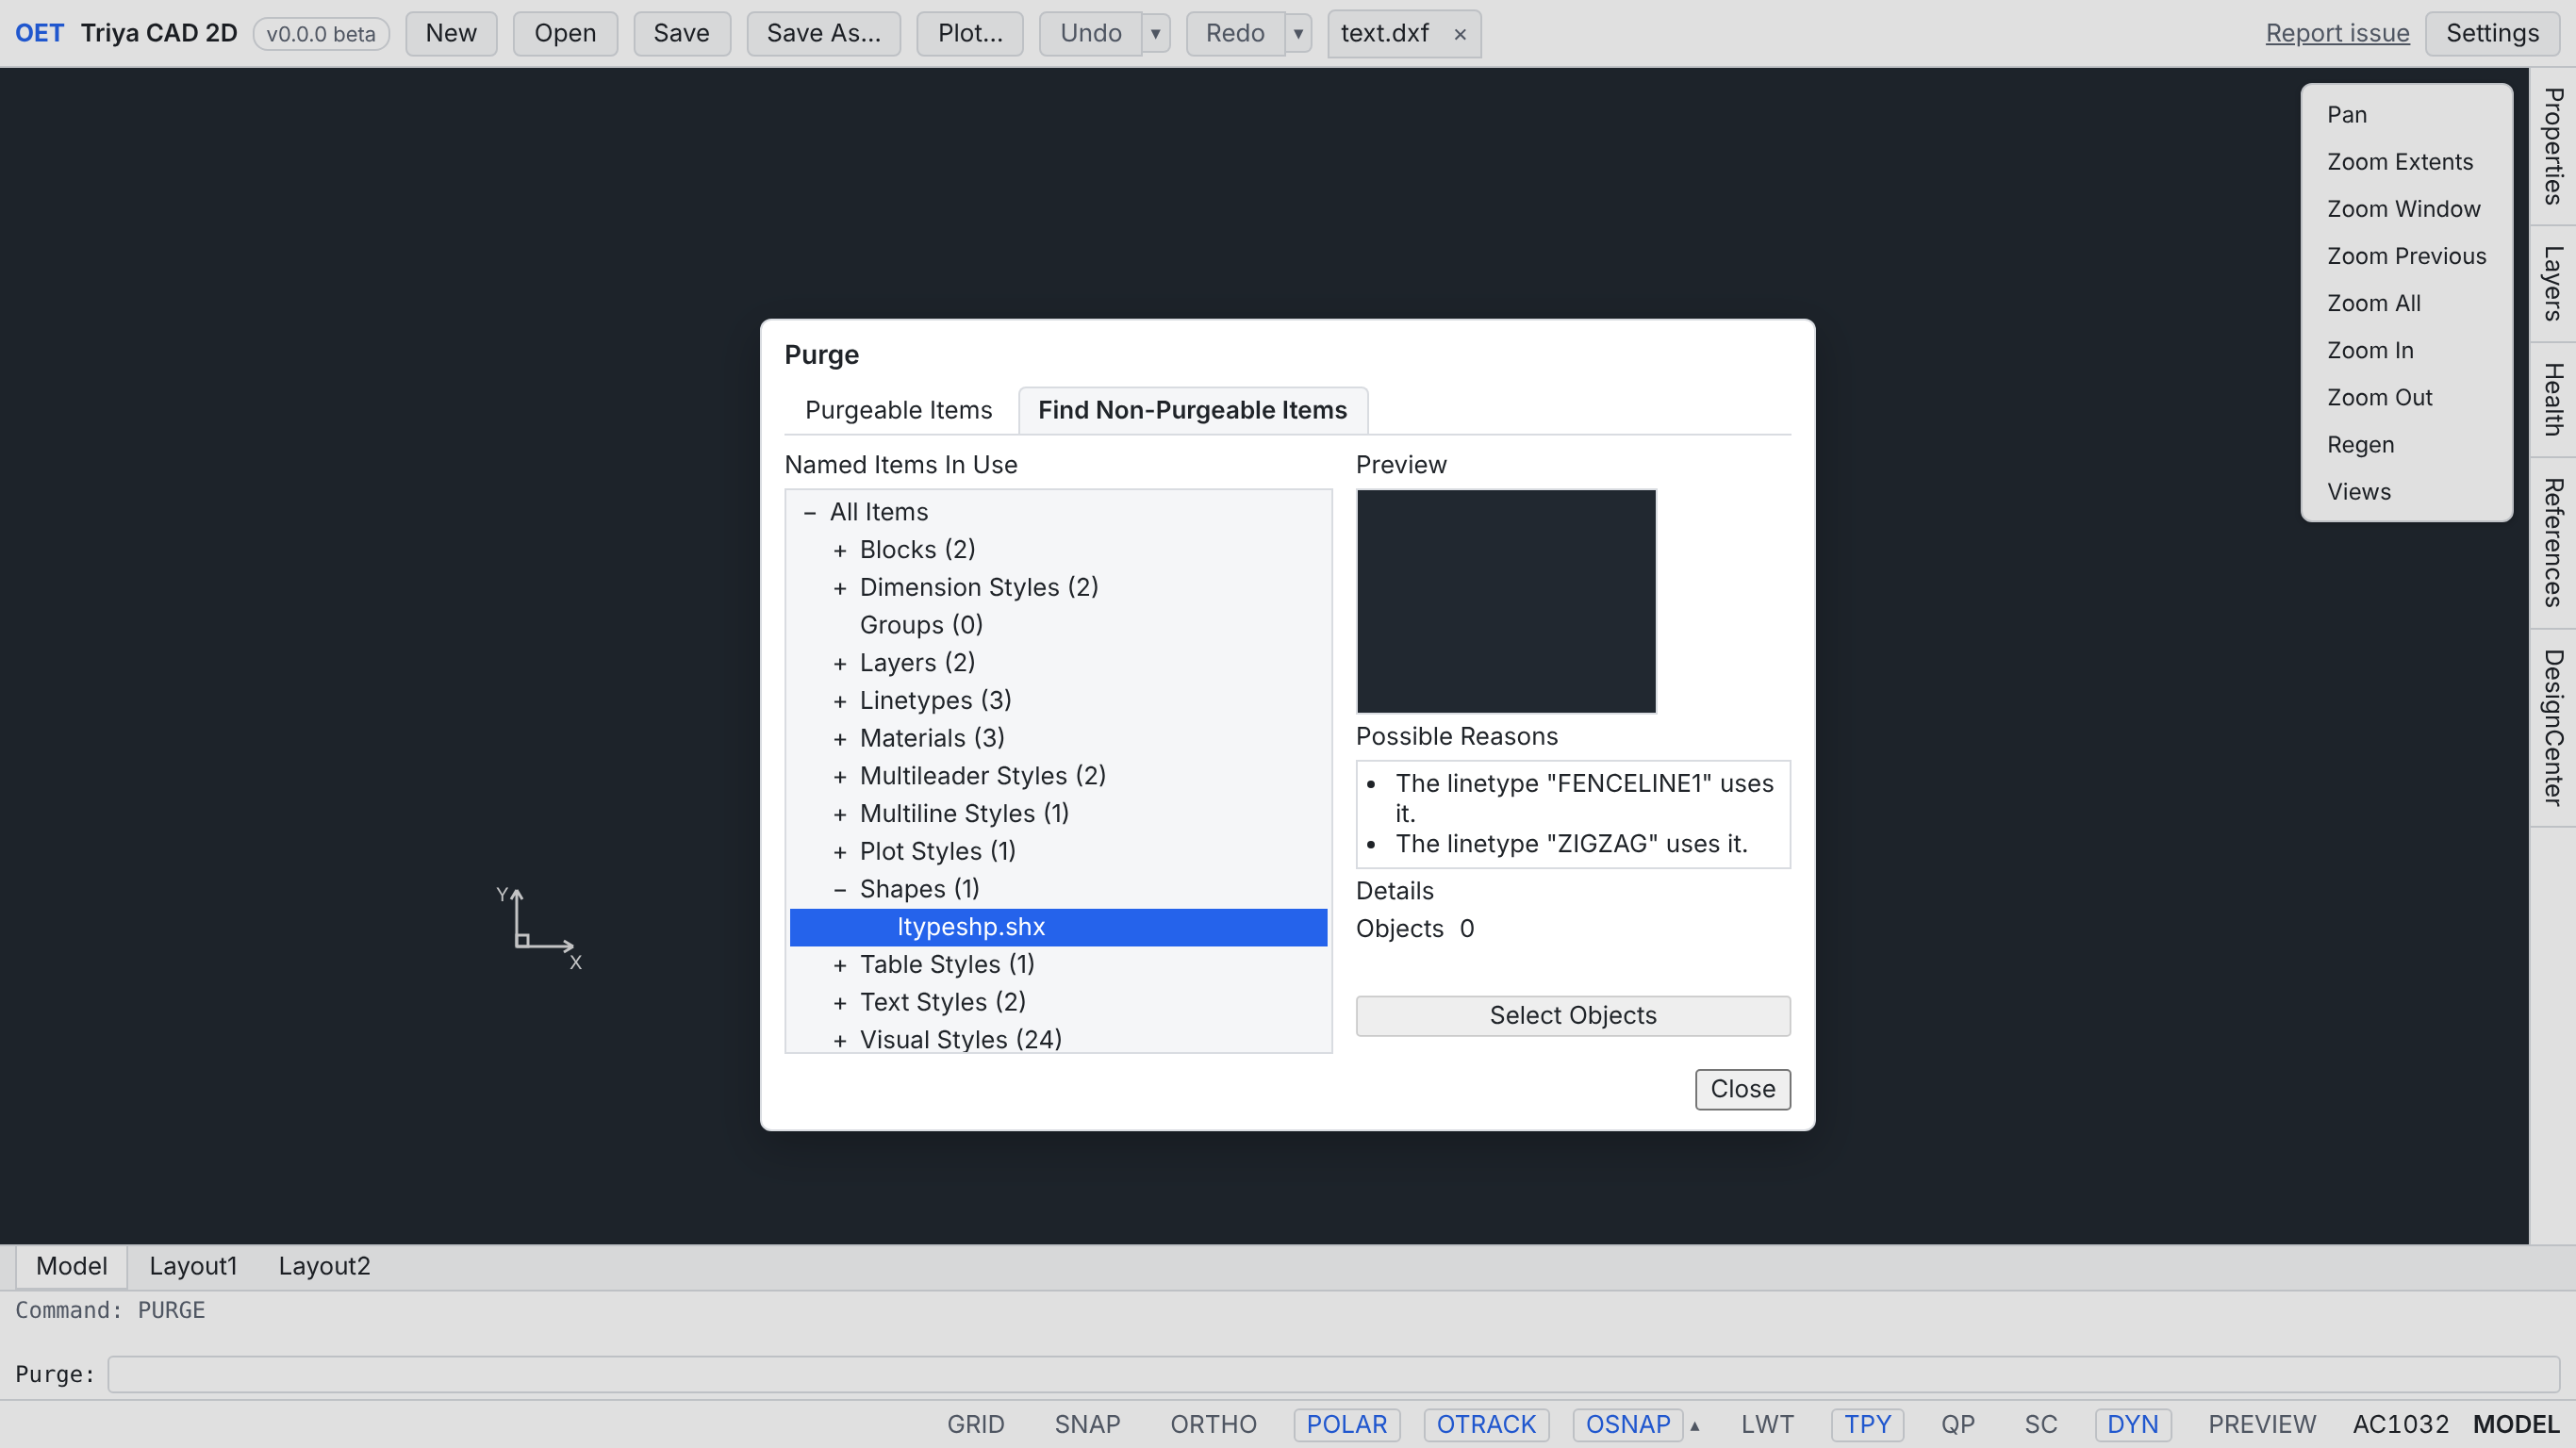 OET Triya CAD 2D v0.0.0 beta New Open Save Save As... Plot... Undo ▾ Redo ▾ text.dxf × Report issue Settings
Pan
Zoom Extents
Zoom Window
Zoom Previous
Zoom All
Zoom In
Zoom Out
Regen
Views
Properties
Layers
Health
References
DesignCenter
Purge
Purgeable Items Find Non-Purgeable Items
Named Items In Use
− All Items
+ Blocks (2)
+ Dimension Styles (2)
Groups (0)
+ Layers (2)
+ Linetypes (3)
+ Materials (3)
+ Multileader Styles (2)
+ Multiline Styles (1)
+ Plot Styles (1)
− Shapes (1)
ltypeshp.shx
+ Table Styles (1)
+ Text Styles (2)
+ Visual Styles (24)
Preview
Possible Reasons
• The linetype "FENCELINE1" uses
it.
• The linetype "ZIGZAG" uses it.
Details
Objects 0
Select Objects
Close
Y
X
Model Layout1 Layout2
Command: PURGE
Purge:
GRID SNAP ORTHO POLAR OTRACK OSNAP ▴ LWT TPY QP SC DYN PREVIEW AC1032 MODEL